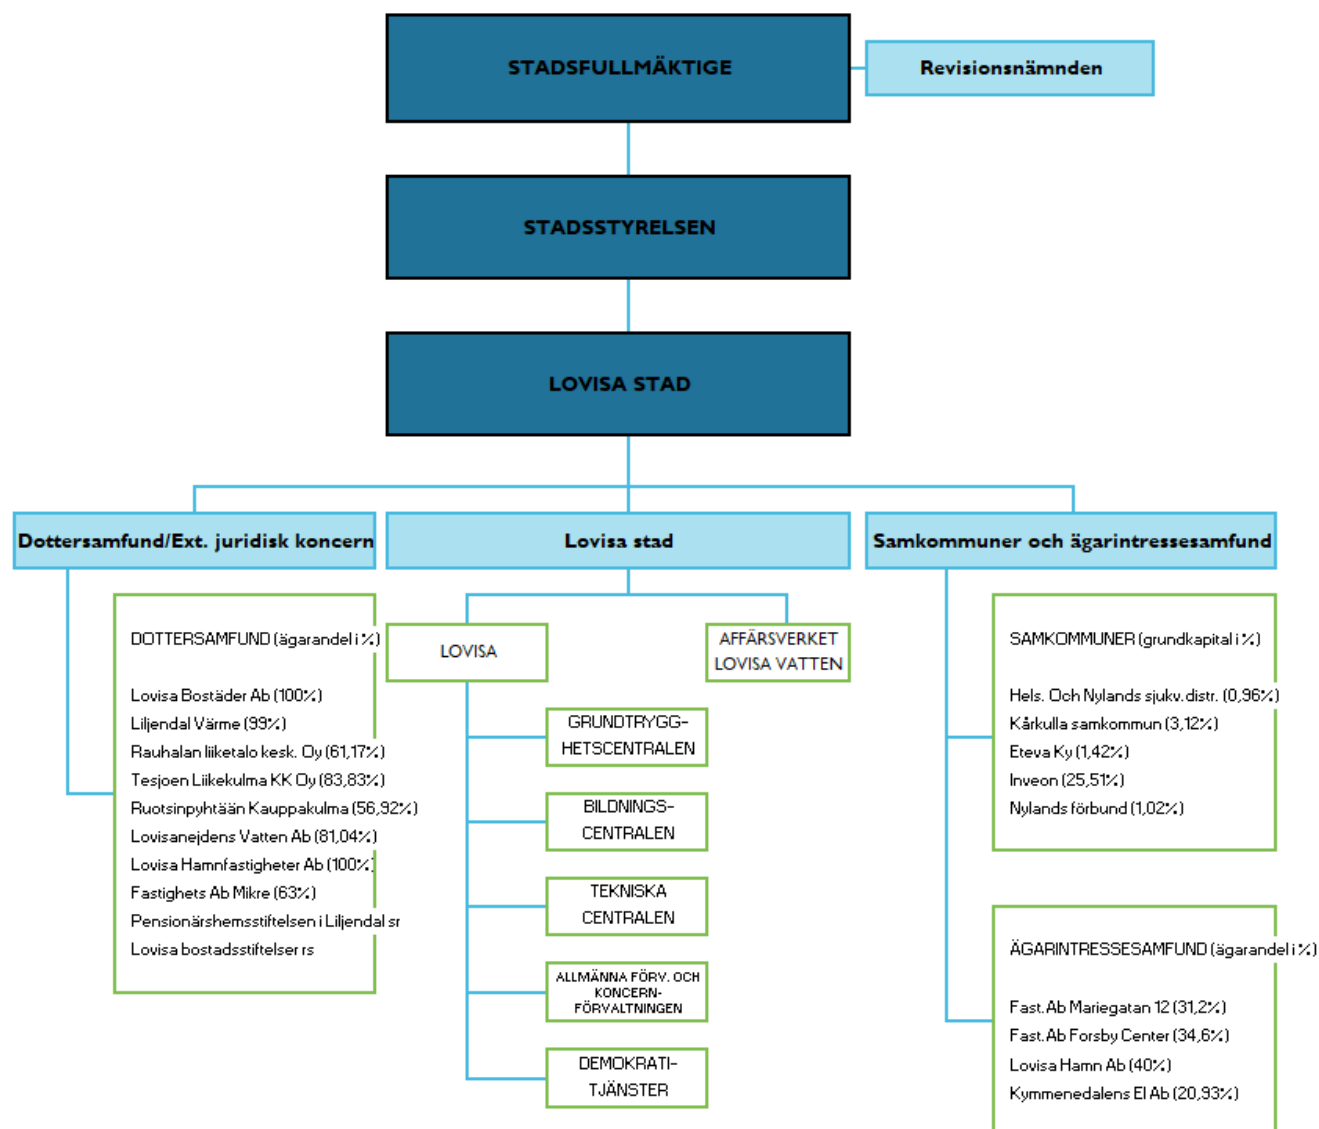 STADSFULLMÄKTIGE
Revisionsnämnden
STADSSTYRELSEN
LOVISA STAD
Dottersamfund/Ext. juridisk koncern
DOTTERSAMFUND (ägarandel i %)
Lovisa Bostäder Ab (100%)
Liljendal Värme (99%)
Rauhalan liiketalo kesk. Oy (61,17%)
Tesjoen Liikekulma KK Oy (83,83%)
Ruotsinpyhtään Kauppakulma (56,92%)
Lovisanejdens Vatten Ab (81,04%)
Lovisa Hamnfastigheter Ab (100%)
Fastighets Ab Mikre (63%)
Pensionärshemsstiftelsen i Liljendal sr
Lovisa bostadsstiftelser rs
Lovisa stad
LOVISA
AFFÄRSVERKET
LOVISA VATTEN
GRUNDTRYGG-
HETSCENTRALEN
BILDNINGS-
CENTRALEN
TEKNISKA
CENTRALEN
ALLMÄNNA FÖRV. OCH
KONCERN-
FÖRVALTNINGEN
DEMOKRATI-
TJÄNSTER
Samkommuner och ägarintressesamfund
SAMKOMMUNER (grundkapital i %)
Hels. Och Nylands sjukv. distr. (0,96%)
Kårkulla samkommun (3,12%)
Eteva Ky (1,42%)
Inveon (25,51%)
Nylands förbund (1,02%)
ÄGARINTRESSESAMFUND (ägarandel i %)
Fast. Ab Mariegatan 12 (31,2%)
Fast. Ab Forsby Center (34,6%)
Lovisa Hamn Ab (40%)
Kymmenedalens El Ab (20,93%)